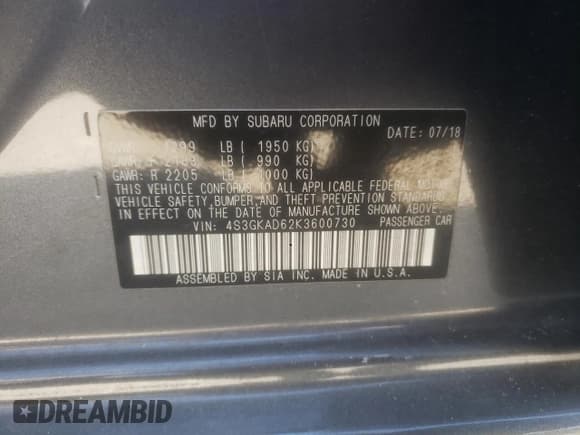 MFD BY SUBARU CORPORATION
DATE: 07/18
LB ( 1950 KG)
LB ( 990 KG)
GAWR: R 2205 LB ( 1000 KG)
THIS VEHICLE CONFORMS TO ALL APPLICABLE FEDERAL MOTOR
VEHICLE SAFETY, BUMPER, AND THEFT PREVENTION STANDARDS
IN EFFECT ON THE DATE OF MANUFACTURE SHOWN ABOVE.
VIN: 4S3GKAD62K3600730 PASSENGER CAR
ASSEMBLED BY SIA INC. MADE IN U.S.A.
DREAMBID